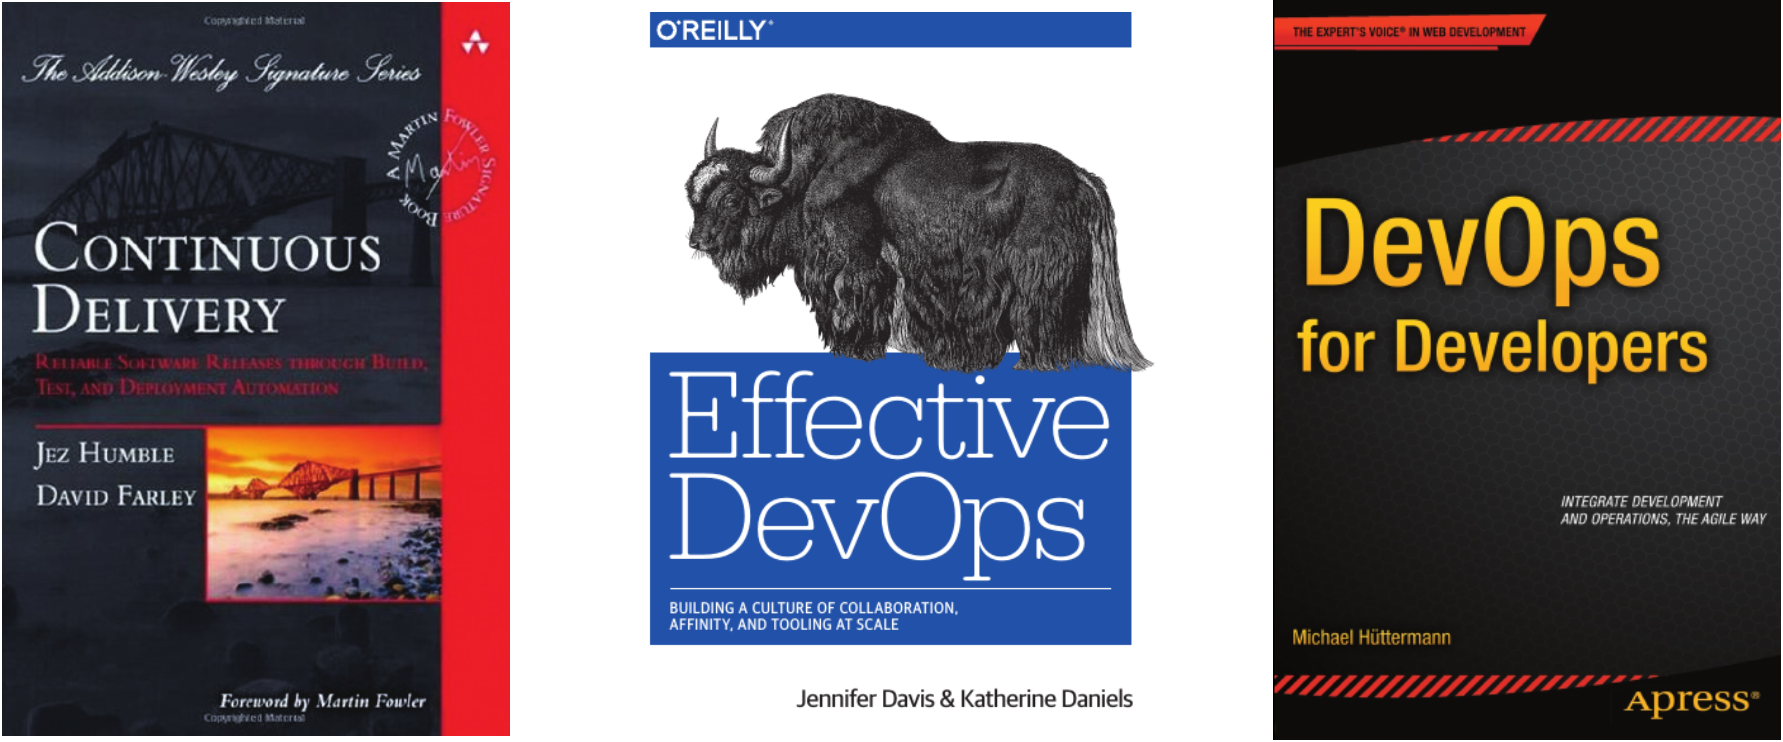 Copyrighted Material
The Addison-Wesley Signature Series
A MARTIN FOWLER SIGNATURE BOOK
Martin
CONTINUOUS
DELIVERY
RELIABLE SOFTWARE RELEASES THROUGH BUILD,
TEST, AND DEPLOYMENT AUTOMATION
JEZ HUMBLE
DAVID FARLEY
Foreword by Martin Fowler
Copyrighted Material
O'REILLY®
Effective
DevOps
BUILDING A CULTURE OF COLLABORATION,
AFFINITY, AND TOOLING AT SCALE
Jennifer Davis & Katherine Daniels
THE EXPERT'S VOICE® IN WEB DEVELOPMENT
DevOps
for Developers
INTEGRATE DEVELOPMENT
AND OPERATIONS, THE AGILE WAY
Michael Hüttermann
Apress®